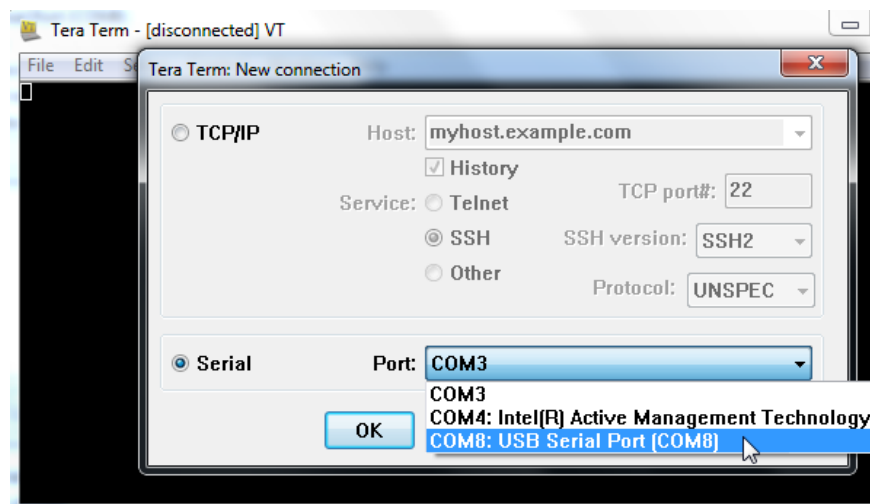 Tera Term - [disconnected] VT
File Edit
Tera Term: New connection
TCP/IP Host: myhost.example.com
History
Service: Telnet TCP port#: 22
SSH SSH version: SSH2
Other Protocol: UNSPEC
Serial Port: COM3
COM3
COM4: Intel(R) Active Management Technology
OK
COM8: USB Serial Port (COM8)